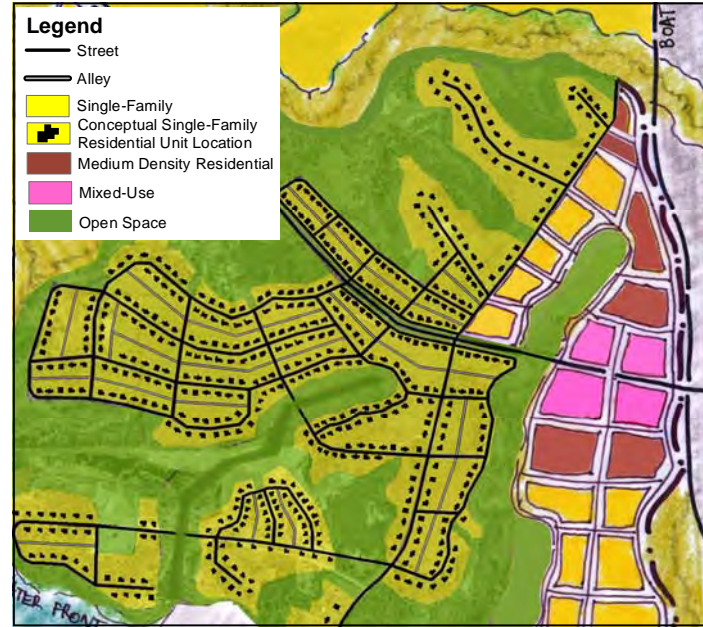 Legend
Street
Alley
Single-Family
Conceptual Single-Family
Residential Unit Location
Medium Density Residential
Mixed-Use
Open Space
BOAT
TER FRONT